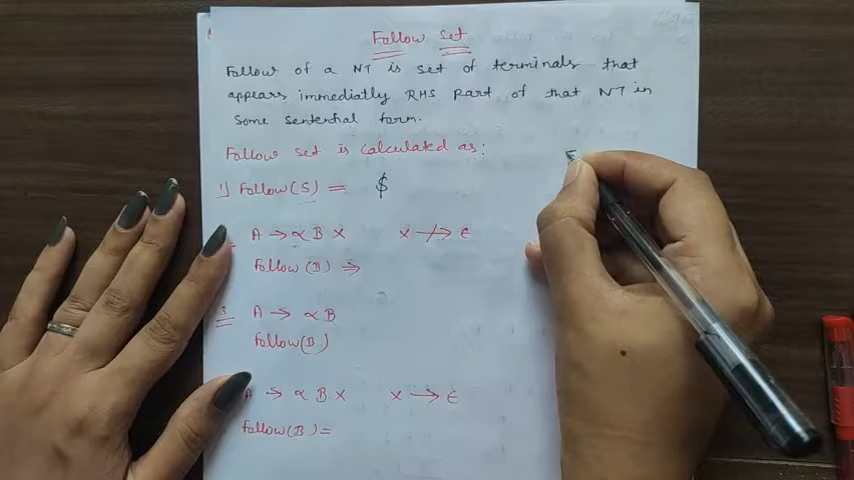 Follow Set
Follow of a NT is set of terminals that
appears immediatly RHS part of that NT in
some sentential form.
Follow set is calculated as:
1) Follow(S) = $
A → ∝ B X X ↛ ϵ
Follow (B) ⇒
3 A → ∝B
Follow(B)
A → ∝ B X X → ϵ
Follow(B) =